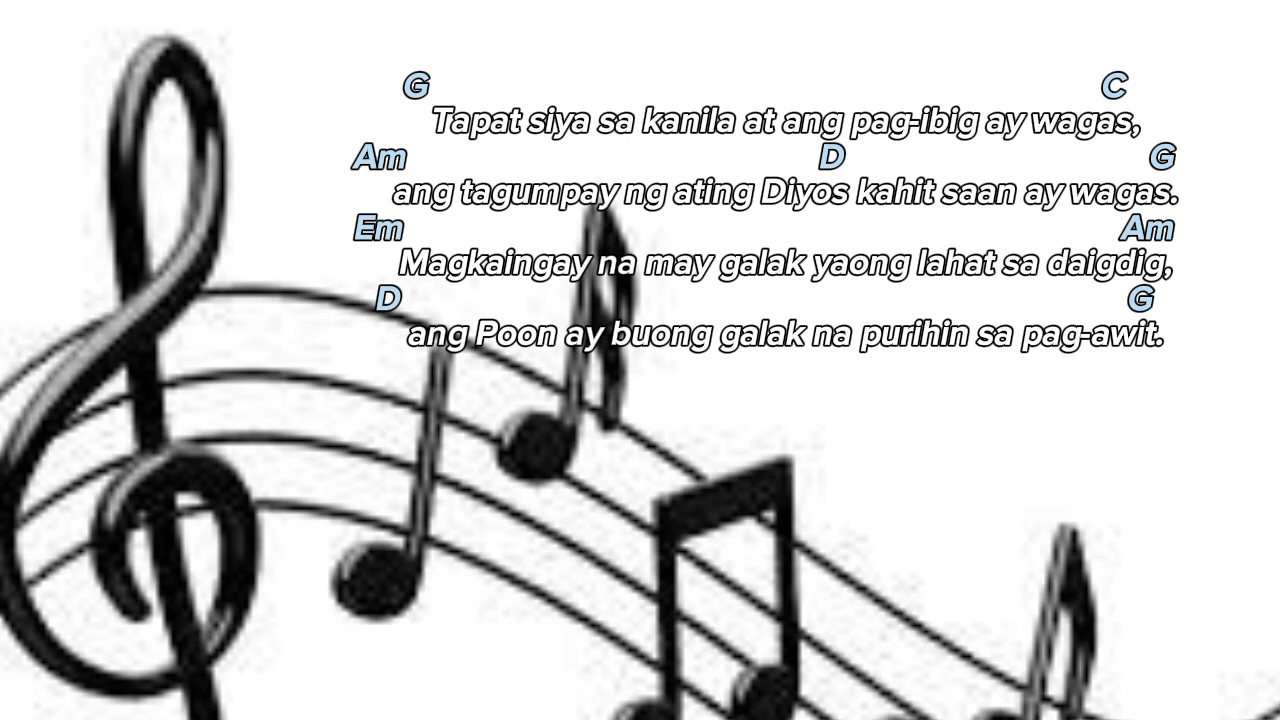 G C
Tapat siya sa kanila at ang pag-ibig ay wagas,
Am D G
ang tagumpay ng ating Diyos kahit saan ay wagas.
Em Am
Magkaingay na may galak yaong lahat sa daigdig,
D G
ang Poon ay buong galak na purihin sa pag-awit.